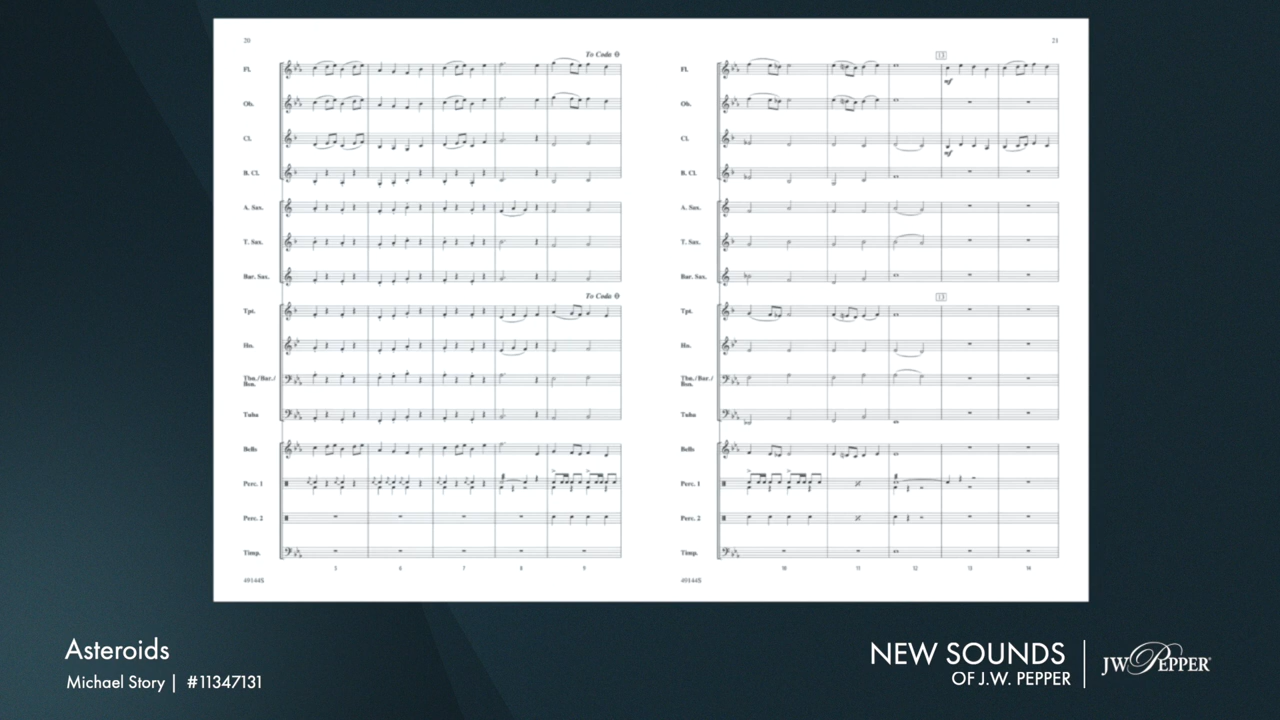 20
To Coda
Fl.
Ob.
Cl.
B. Cl.
A. Sax.
T. Sax.
Bar. Sax.
To Coda
Tpt.
Hn.
Tbn./Bar./
Bsn.
Tuba
Bells
Perc. 1
Perc. 2
Timp.
5
6
7
8
9
49144S
21
13
Fl.
mf
Ob.
Cl.
mf
B. Cl.
A. Sax.
T. Sax.
Bar. Sax.
13
Tpt.
Hn.
Tbn./Bar./
Bsn.
Tuba
Bells
Perc. 1
Perc. 2
Timp.
10
11
12
13
14
49144S
Asteroids
Michael Story | #11347131
NEW SOUNDS
OF J.W. PEPPER
JW PEPPER